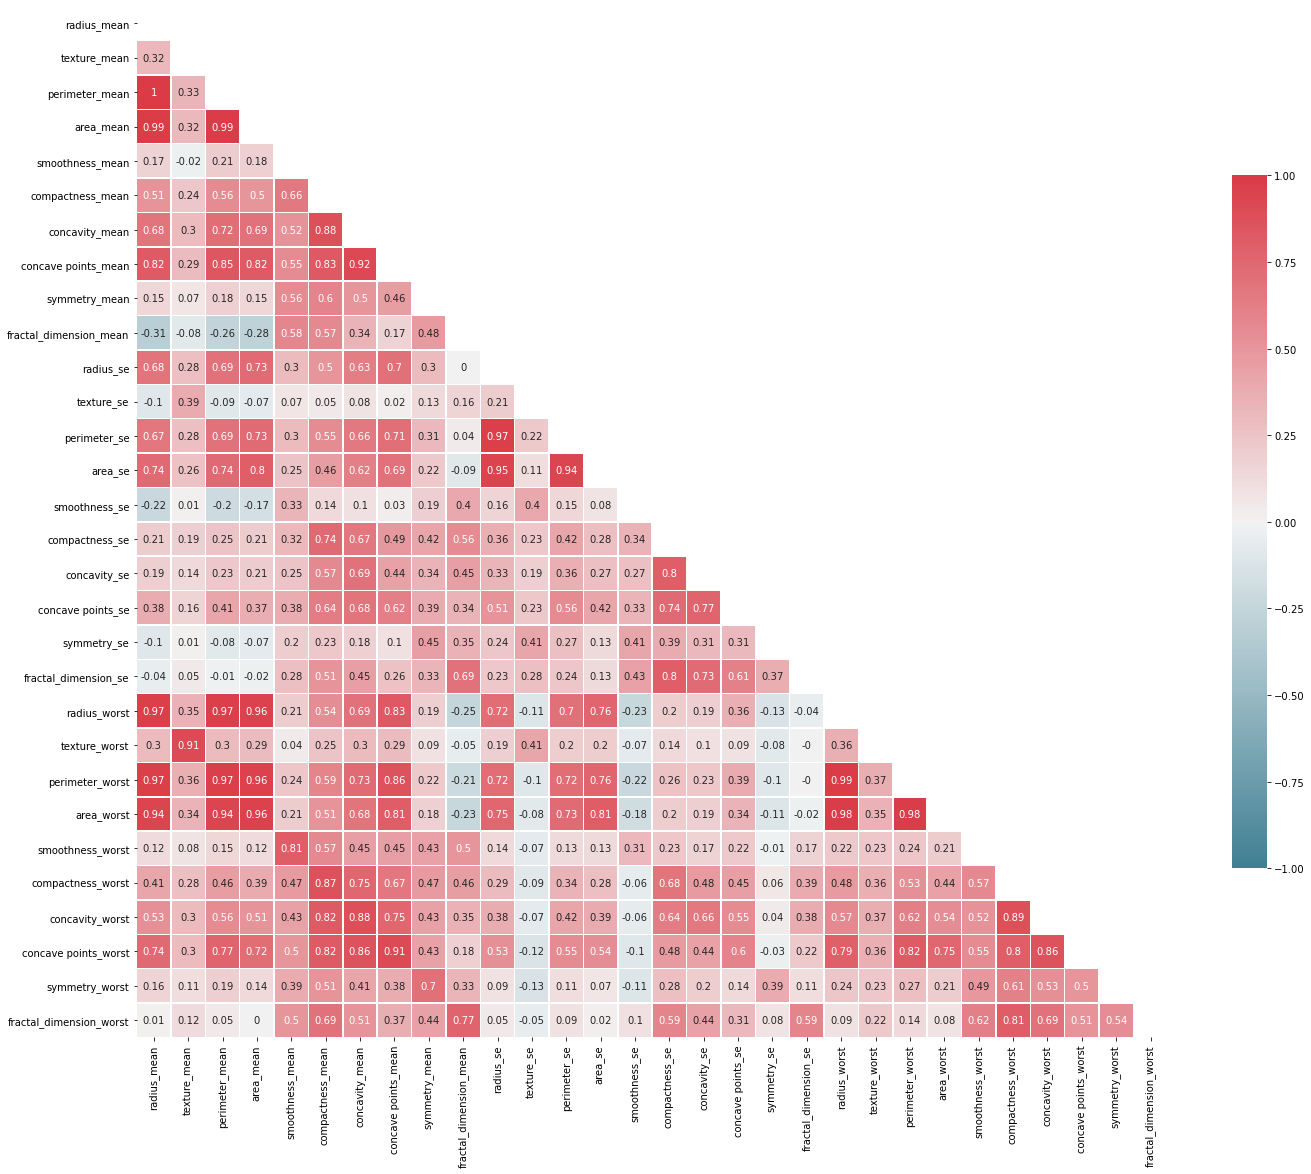 radius_mean
texture_mean 0.32
perimeter_mean 1 0.33
area_mean 0.99 0.32 0.99
smoothness_mean 0.17 -0.02 0.21 0.18
compactness_mean 0.51 0.24 0.56 0.5 0.66
concavity_mean 0.68 0.3 0.72 0.69 0.52 0.88
concave points_mean 0.82 0.29 0.85 0.82 0.55 0.83 0.92
symmetry_mean 0.15 0.07 0.18 0.15 0.56 0.6 0.5 0.46
fractal_dimension_mean -0.31 -0.08 -0.26 -0.28 0.58 0.57 0.34 0.17 0.48
radius_se 0.68 0.28 0.69 0.73 0.3 0.5 0.63 0.7 0.3 0
texture_se -0.1 0.39 -0.09 -0.07 0.07 0.05 0.08 0.02 0.13 0.16 0.21
perimeter_se 0.67 0.28 0.69 0.73 0.3 0.55 0.66 0.71 0.31 0.04 0.97 0.22
area_se 0.74 0.26 0.74 0.8 0.25 0.46 0.62 0.69 0.22 -0.09 0.95 0.11 0.94
smoothness_se -0.22 0.01 -0.2 -0.17 0.33 0.14 0.1 0.03 0.19 0.4 0.16 0.4 0.15 0.08
compactness_se 0.21 0.19 0.25 0.21 0.32 0.74 0.67 0.49 0.42 0.56 0.36 0.23 0.42 0.28 0.34
concavity_se 0.19 0.14 0.23 0.21 0.25 0.57 0.69 0.44 0.34 0.45 0.33 0.19 0.36 0.27 0.27 0.8
concave points_se 0.38 0.16 0.41 0.37 0.38 0.64 0.68 0.62 0.39 0.34 0.51 0.23 0.56 0.42 0.33 0.74 0.77
symmetry_se -0.1 0.01 -0.08 -0.07 0.2 0.23 0.18 0.1 0.45 0.35 0.24 0.41 0.27 0.13 0.41 0.39 0.31 0.31
fractal_dimension_se -0.04 0.05 -0.01 -0.02 0.28 0.51 0.45 0.26 0.33 0.69 0.23 0.28 0.24 0.13 0.43 0.8 0.73 0.61 0.37
radius_worst 0.97 0.35 0.97 0.96 0.21 0.54 0.69 0.83 0.19 -0.25 0.72 -0.11 0.7 0.76 -0.23 0.2 0.19 0.36 -0.13 -0.04
texture_worst 0.3 0.91 0.3 0.29 0.04 0.25 0.3 0.29 0.09 -0.05 0.19 0.41 0.2 0.2 -0.07 0.14 0.1 0.09 -0.08 -0 0.36
perimeter_worst 0.97 0.36 0.97 0.96 0.24 0.59 0.73 0.86 0.22 -0.21 0.72 -0.1 0.72 0.76 -0.22 0.26 0.23 0.39 -0.1 -0 0.99 0.37
area_worst 0.94 0.34 0.94 0.96 0.21 0.51 0.68 0.81 0.18 -0.23 0.75 -0.08 0.73 0.81 -0.18 0.2 0.19 0.34 -0.11 -0.02 0.98 0.35 0.98
smoothness_worst 0.12 0.08 0.15 0.12 0.81 0.57 0.45 0.45 0.43 0.5 0.14 -0.07 0.13 0.13 0.31 0.23 0.17 0.22 -0.01 0.17 0.22 0.23 0.24 0.21
compactness_worst 0.41 0.28 0.46 0.39 0.47 0.87 0.75 0.67 0.47 0.46 0.29 -0.09 0.34 0.28 -0.06 0.68 0.48 0.45 0.06 0.39 0.48 0.36 0.53 0.44 0.57
concavity_worst 0.53 0.3 0.56 0.51 0.43 0.82 0.88 0.75 0.43 0.35 0.38 -0.07 0.42 0.39 -0.06 0.64 0.66 0.55 0.04 0.38 0.57 0.37 0.62 0.54 0.52 0.89
concave points_worst 0.74 0.3 0.77 0.72 0.5 0.82 0.86 0.91 0.43 0.18 0.53 -0.12 0.55 0.54 -0.1 0.48 0.44 0.6 -0.03 0.22 0.79 0.36 0.82 0.75 0.55 0.8 0.86
symmetry_worst 0.16 0.11 0.19 0.14 0.39 0.51 0.41 0.38 0.7 0.33 0.09 -0.13 0.11 0.07 -0.11 0.28 0.2 0.14 0.39 0.11 0.24 0.23 0.27 0.21 0.49 0.61 0.53 0.5
fractal_dimension_worst 0.01 0.12 0.05 0 0.5 0.69 0.51 0.37 0.44 0.77 0.05 -0.05 0.09 0.02 0.1 0.59 0.44 0.31 0.08 0.59 0.09 0.22 0.14 0.08 0.62 0.81 0.69 0.51 0.54
radius_mean
texture_mean
perimeter_mean
area_mean
smoothness_mean
compactness_mean
concavity_mean
concave points_mean
symmetry_mean
fractal_dimension_mean
radius_se
texture_se
perimeter_se
area_se
smoothness_se
compactness_se
concavity_se
concave points_se
symmetry_se
fractal_dimension_se
radius_worst
texture_worst
perimeter_worst
area_worst
smoothness_worst
compactness_worst
concavity_worst
concave points_worst
symmetry_worst
fractal_dimension_worst
1.00
0.75
0.50
0.25
0.00
−0.25
−0.50
−0.75
−1.00